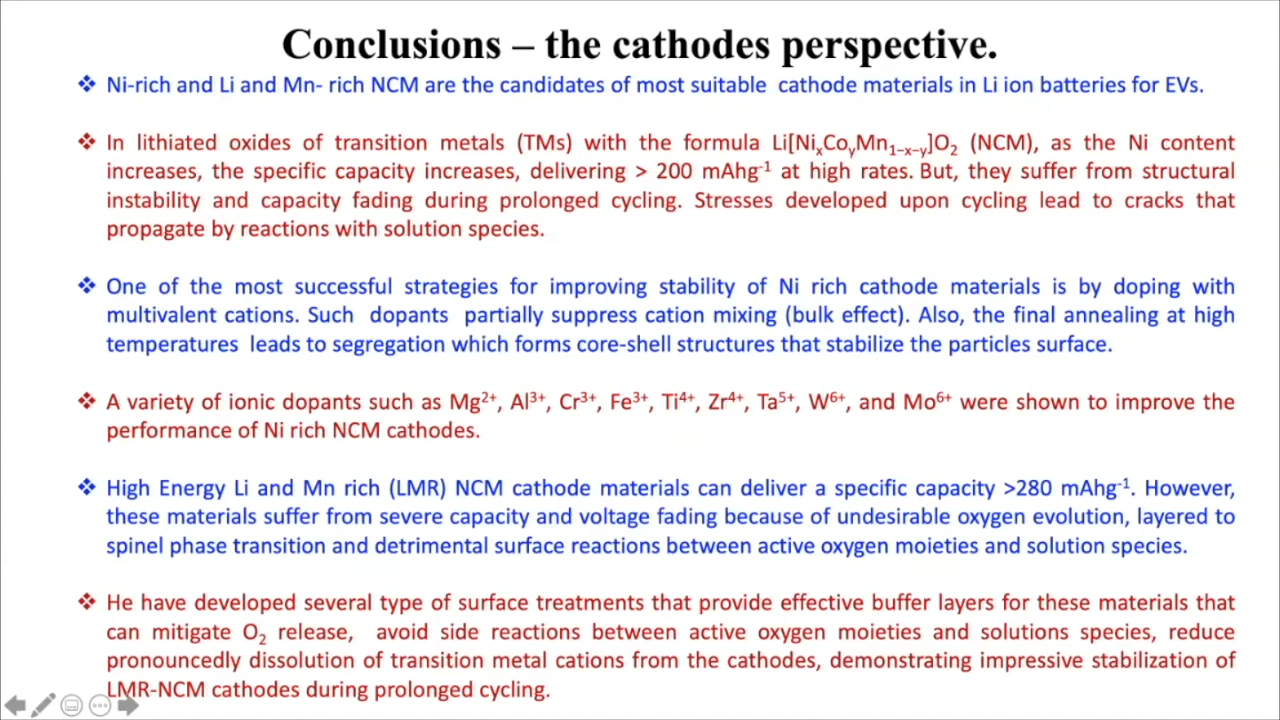 Conclusions – the cathodes perspective.
❖ Ni-rich and Li and Mn- rich NCM are the candidates of most suitable cathode materials in Li ion batteries for EVs.
❖ In lithiated oxides of transition metals (TMs) with the formula Li[NiₓCoᵧMn₁₋ₓ₋ᵧ]O₂ (NCM), as the Ni content
increases, the specific capacity increases, delivering > 200 mAhg⁻¹ at high rates. But, they suffer from structural
instability and capacity fading during prolonged cycling. Stresses developed upon cycling lead to cracks that
propagate by reactions with solution species.
❖ One of the most successful strategies for improving stability of Ni rich cathode materials is by doping with
multivalent cations. Such dopants partially suppress cation mixing (bulk effect). Also, the final annealing at high
temperatures leads to segregation which forms core-shell structures that stabilize the particles surface.
❖ A variety of ionic dopants such as Mg²⁺, Al³⁺, Cr³⁺, Fe³⁺, Ti⁴⁺, Zr⁴⁺, Ta⁵⁺, W⁶⁺, and Mo⁶⁺ were shown to improve the
performance of Ni rich NCM cathodes.
❖ High Energy Li and Mn rich (LMR) NCM cathode materials can deliver a specific capacity >280 mAhg⁻¹. However,
these materials suffer from severe capacity and voltage fading because of undesirable oxygen evolution, layered to
spinel phase transition and detrimental surface reactions between active oxygen moieties and solution species.
❖ He have developed several type of surface treatments that provide effective buffer layers for these materials that
can mitigate O₂ release, avoid side reactions between active oxygen moieties and solutions species, reduce
pronouncedly dissolution of transition metal cations from the cathodes, demonstrating impressive stabilization of
LMR-NCM cathodes during prolonged cycling.